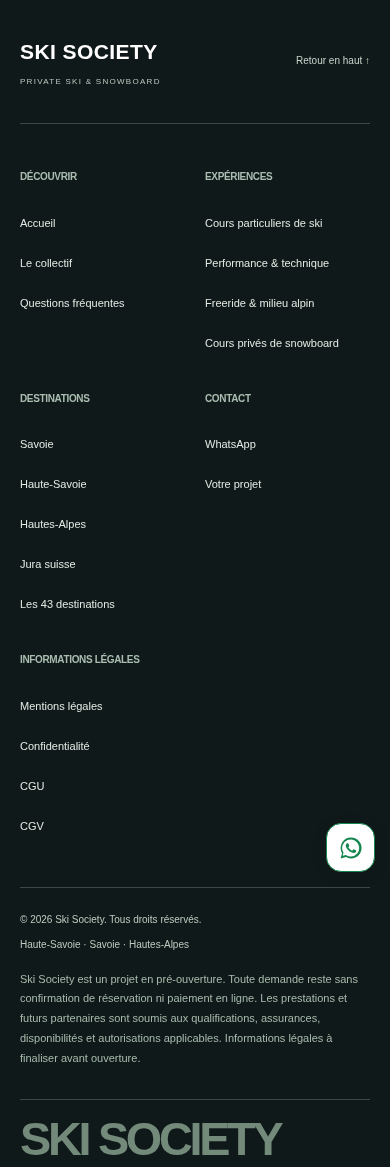 SKI SOCIETY
PRIVATE SKI & SNOWBOARD
Retour en haut ↑
DÉCOUVRIR
Accueil
Le collectif
Questions fréquentes
EXPÉRIENCES
Cours particuliers de ski
Performance & technique
Freeride & milieu alpin
Cours privés de snowboard
DESTINATIONS
Savoie
Haute-Savoie
Hautes-Alpes
Jura suisse
Les 43 destinations
CONTACT
WhatsApp
Votre projet
INFORMATIONS LÉGALES
Mentions légales
Confidentialité
CGU
CGV
© 2026 Ski Society. Tous droits réservés.
Haute-Savoie · Savoie · Hautes-Alpes
Ski Society est un projet en pré-ouverture. Toute demande reste sans
confirmation de réservation ni paiement en ligne. Les prestations et
futurs partenaires sont soumis aux qualifications, assurances,
disponibilités et autorisations applicables. Informations légales à
finaliser avant ouverture.
SKI SOCIETY